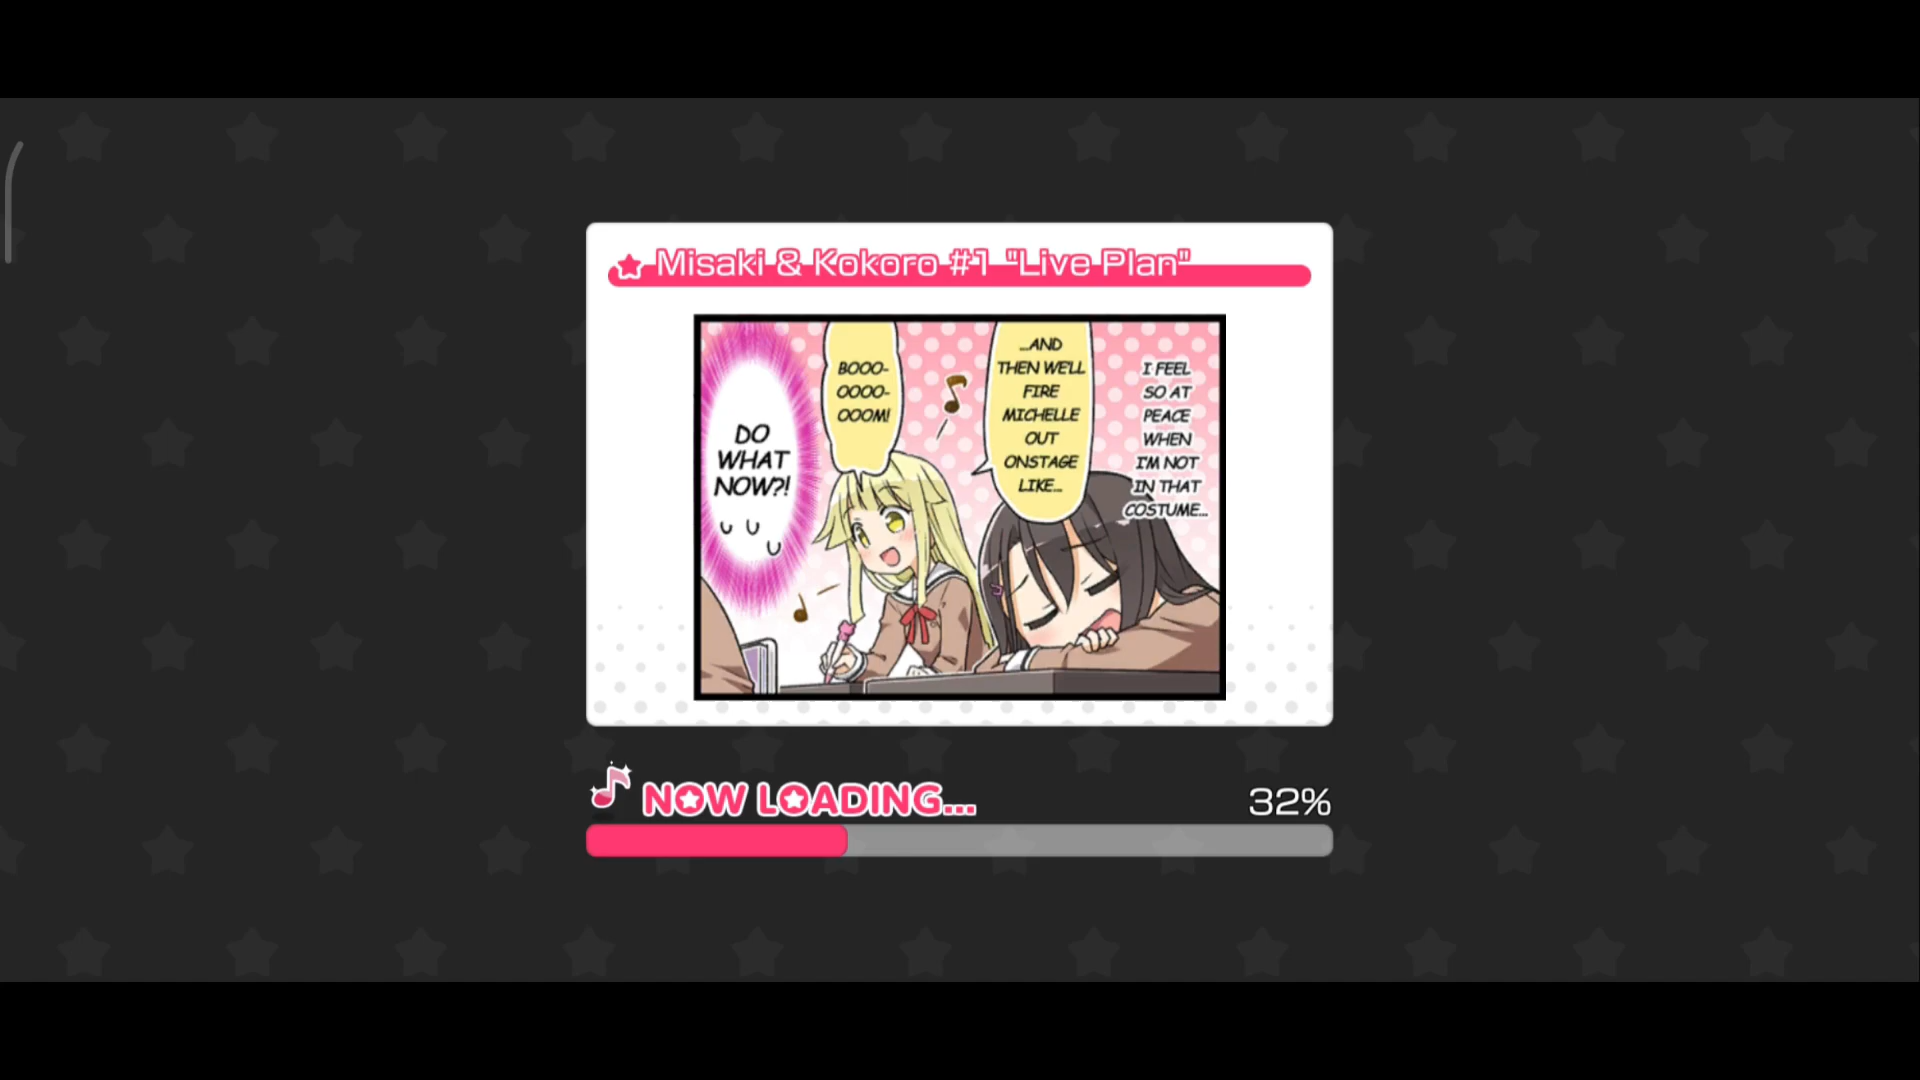 Misaki & Kokoro #1 "Live Plan"
I FEEL
SO AT
PEACE
WHEN
I'M NOT
IN THAT
COSTUME...
...AND
THEN WE'LL
FIRE
MICHELLE
OUT
ONSTAGE
LIKE...
BOOO-
OOOO-
OOOM!
DO
WHAT
NOW?!
NOW LOADING...
32%